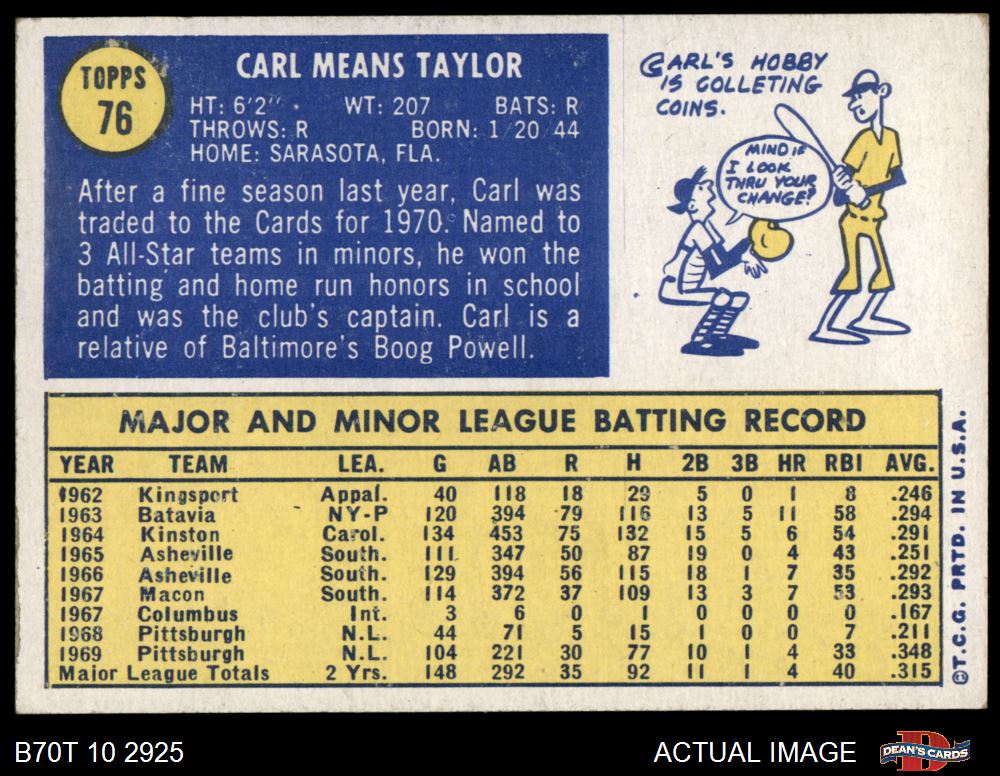 TOPPS
76
CARL MEANS TAYLOR
HT: 6'2" WT: 207 BATS: R
THROWS: R BORN: 1 20 44
HOME: SARASOTA, FLA.
After a fine season last year, Carl was
traded to the Cards for 1970. Named to
3 All-Star teams in minors, he won the
batting and home run honors in school
and was the club's captain. Carl is a
relative of Baltimore's Boog Powell.
CARL'S HOBBY
IS COLLETING
COINS.
MIND IF
I LOOK
THRU YOUR
CHANGE?
MAJOR AND MINOR LEAGUE BATTING RECORD
YEAR TEAM LEA. G AB R H 2B 3B HR RBI AVG.
1962 Kingsport Appal. 40 118 18 29 5 0 1 8 .246
1963 Batavia NY-P 120 394 79 116 13 5 11 58 .294
1964 Kinston Carol. 134 453 75 132 15 5 6 54 .291
1965 Asheville South. 111 347 50 87 19 0 4 43 .251
1966 Asheville South. 129 394 56 115 18 1 7 35 .292
1967 Macon South. 114 372 37 109 13 3 7 53 .293
1967 Columbus Int. 3 6 0 1 0 0 0 0 .167
1968 Pittsburgh N.L. 44 71 5 15 1 0 0 7 .211
1969 Pittsburgh N.L. 104 221 30 77 10 1 4 33 .348
Major League Totals 2 Yrs. 148 292 35 92 11 1 4 40 .315
©T.C.G. PRTD. IN U.S.A.
B70T 10 2925
ACTUAL IMAGE
D
DEAN'S CARDS